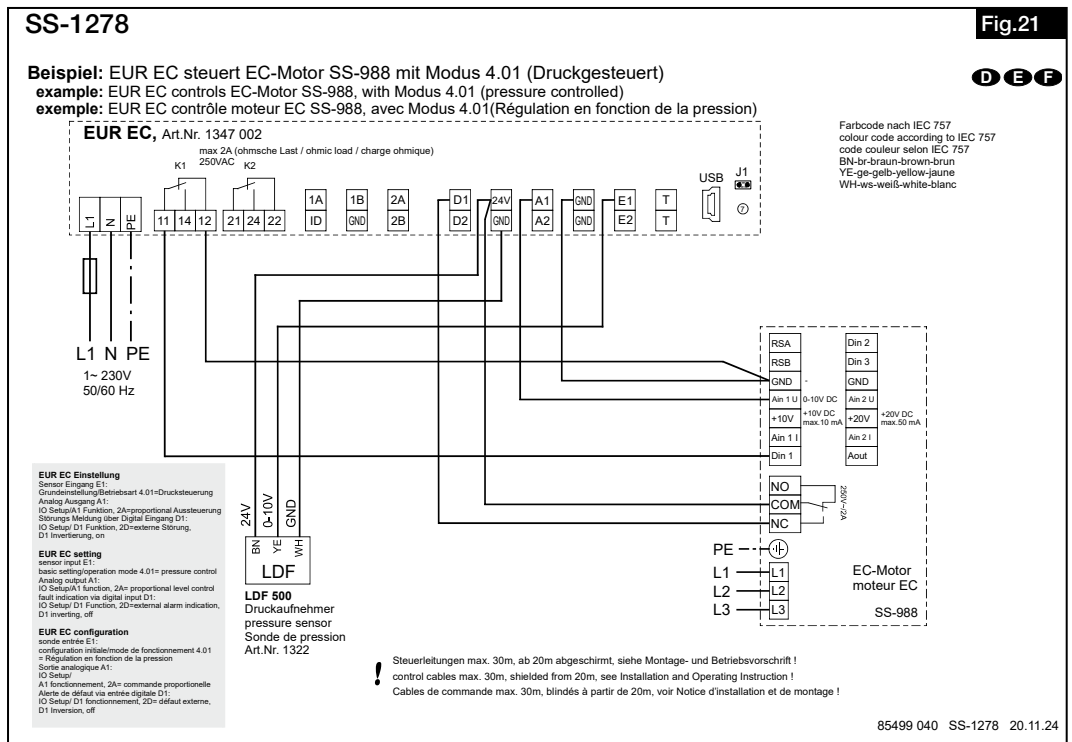 SS-1278
Fig.21
Beispiel: EUR EC steuert EC-Motor SS-988 mit Modus 4.01 (Druckgesteuert)
D E F
example: EUR EC controls EC-Motor SS-988, with Modus 4.01 (pressure controlled)
exemple: EUR EC contrôle moteur EC SS-988, avec Modus 4.01(Régulation en fonction de la pression)
EUR EC, Art.Nr. 1347 002
max 2A (ohmsche Last / ohmic load / charge ohmique)
250VAC
K1
K2
Farbcode nach IEC 757
colour code according to IEC 757
code couleur selon IEC 757
BN-br-braun-brown-brun
YE-ge-gelb-yellow-jaune
WH-ws-weiß-white-blanc
USB
J1
7
L1 N PE
11 14 12
21 24 22
1A 1B 2A
ID GND 2B
D1 24V A1 GND E1 T
D2 GND A2 GND E2 T
L1 N PE
1~ 230V
50/60 Hz
RSA
RSB
GND -
Ain 1 U 0-10V DC
+10V +10V DC
max.10 mA
Ain 1 I
Din 1
Din 2
Din 3
GND
Ain 2 U
+20V +20V DC
max.50 mA
Ain 2 I
Aout
NO
COM
NC
250V~/2A
PE
L1 L1
L2 L2
L3 L3
EC-Motor
moteur EC
SS-988
EUR EC Einstellung
Sensor Eingang E1:
Grundeinstellung/Betriebsart 4.01=Drucksteuerung
Analog Ausgang A1:
IO Setup/A1 Funktion, 2A=proportional Aussteuerung
Störungs Meldung über Digital Eingang D1:
IO Setup/ D1 Funktion, 2D=externe Störung,
D1 Invertierung, on
EUR EC setting
sensor input E1:
basic setting/operation mode 4.01= pressure control
Analog output A1:
IO Setup/A1 function, 2A= proportional level control
fault indication via digital input D1:
IO Setup/ D1 Function, 2D=external alarm indication,
D1 inverting, off
EUR EC configuration
sonde entrée E1:
configuration initiale/mode de fonctionnement 4.01
= Régulation en fonction de la pression
Sortie analogique A1:
IO Setup/
A1 fonctionnement, 2A= commande proportionelle
Alerte de défaut via entrée digitale D1:
IO Setup/ D1 fonctionnement, 2D= défaut externe,
D1 Inversion, off
24V
0-10V
GND
BN
YE
WH
LDF
LDF 500
Druckaufnehmer
pressure sensor
Sonde de pression
Art.Nr. 1322
! Steuerleitungen max. 30m, ab 20m abgeschirmt, siehe Montage- und Betriebsvorschrift !
control cables max. 30m, shielded from 20m, see Installation and Operating Instruction !
Cables de commande max. 30m, blindés à partir de 20m, voir Notice d'installation et de montage !
85499 040 SS-1278 20.11.24